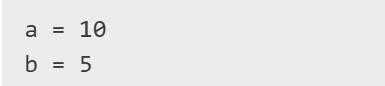 a = 10
b = 5